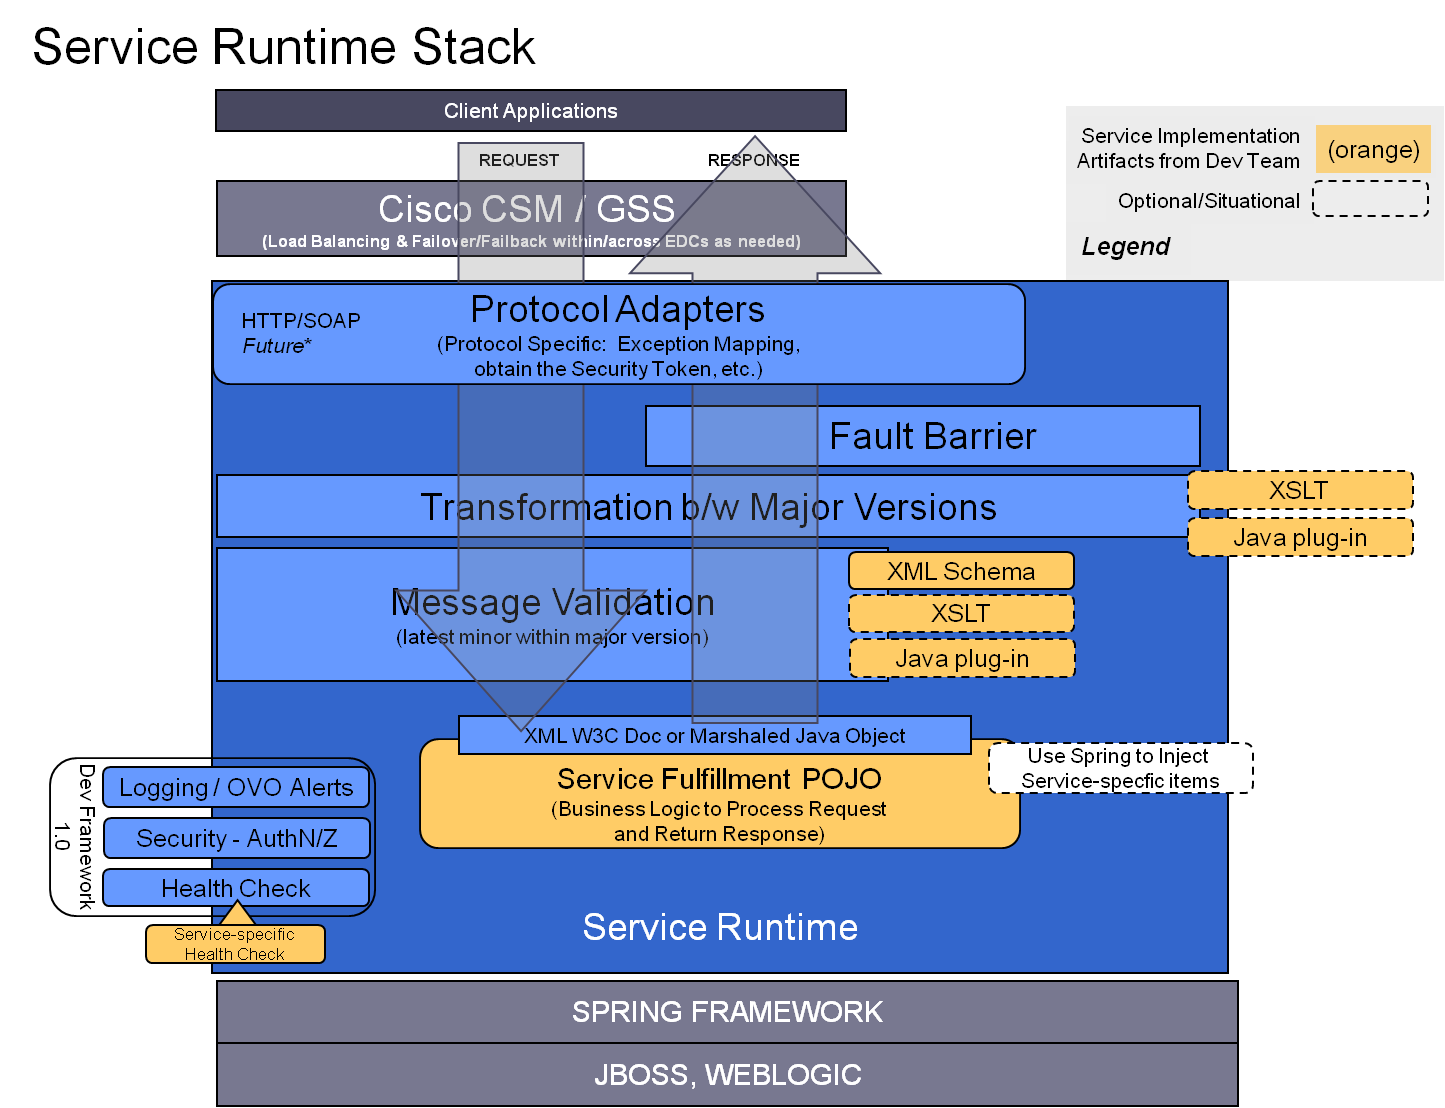 Service Runtime Stack
Client Applications
REQUEST
RESPONSE
Service Implementation
Artifacts from Dev Team
(orange)
Optional/Situational
Legend
Cisco CSM / GSS
(Load Balancing & Failover/Failback within/across EDCs as needed)
HTTP/SOAP
Future*
Protocol Adapters
(Protocol Specific:  Exception Mapping,
obtain the Security Token, etc.)
Fault Barrier
Transformation b/w Major Versions
XSLT
Java plug-in
Message Validation
(latest minor within major version)
XML Schema
XSLT
Java plug-in
XML W3C Doc or Marshaled Java Object
Service Fulfillment POJO
(Business Logic to Process Request
and Return Response)
Use Spring to Inject
Service-specfic items
Dev Framework
1.0
Logging / OVO Alerts
Security - AuthN/Z
Health Check
Service-specific
Health Check
Service Runtime
SPRING FRAMEWORK
JBOSS, WEBLOGIC